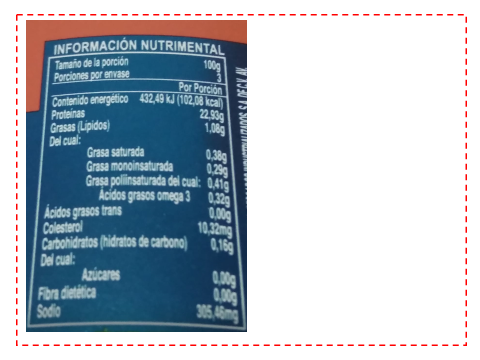 INFORMACIÓN NUTRIMENTAL
Tamaño de la porción 100g
Porciones por envase 3
Por Porción
Contenido energético 432,49 kJ (102,08 kcal)
Proteínas 22,93g
Grasas (Lípidos) 1,08g
Del cual:
Grasa saturada 0,38g
Grasa monoinsaturada 0,29g
Grasa poliinsaturada del cual: 0,41g
Ácidos grasos omega 3 0,32g
Ácidos grasos trans 0,00g
Colesterol 10,32mg
Carbohidratos (hidratos de carbono) 0,16g
Del cual:
Azúcares 0,00g
Fibra dietética 0,00g
Sodio 305,46mg